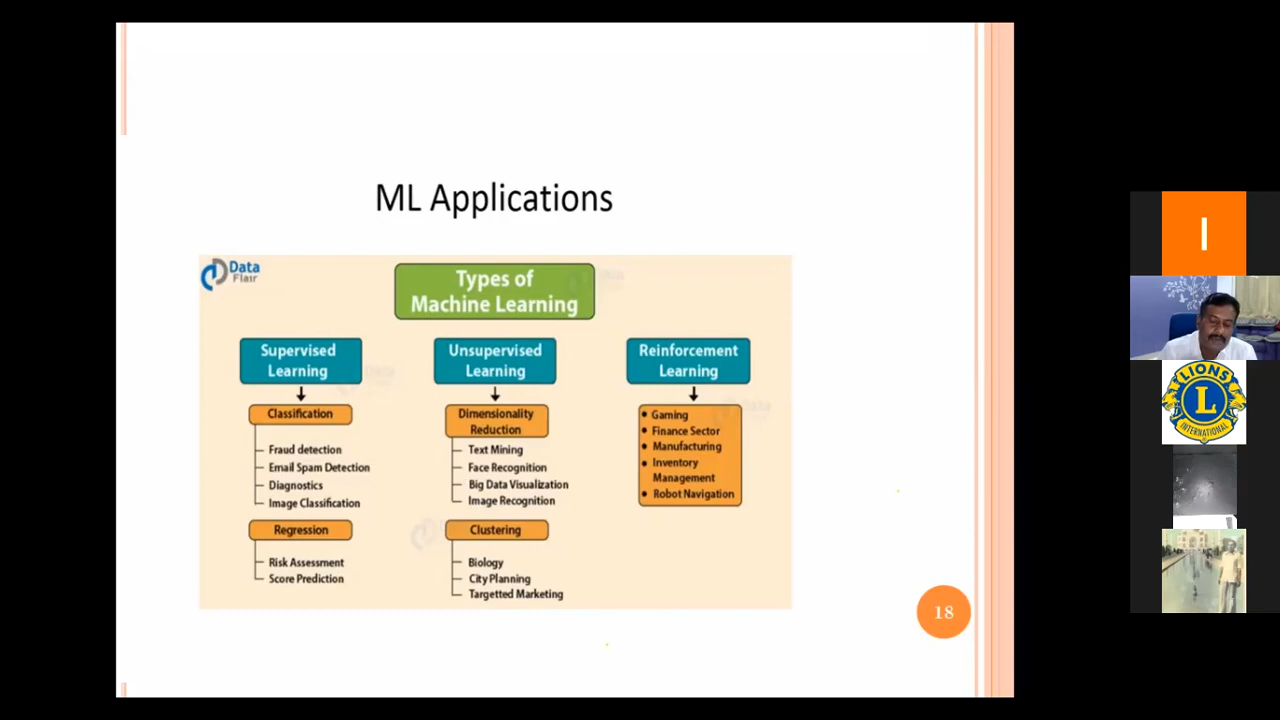 ML Applications
Data
Flair
Types of
Machine Learning
Supervised
Learning
Classification
Fraud detection
Email Spam Detection
Diagnostics
Image Classification
Regression
Risk Assessment
Score Prediction
Unsupervised
Learning
Dimensionality
Reduction
Text Mining
Face Recognition
Big Data Visualization
Image Recognition
Clustering
Biology
City Planning
Targetted Marketing
Reinforcement
Learning
Gaming
Finance Sector
Manufacturing
Inventory
Management
Robot Navigation
18
I
LIONS
L
INTERNATIONAL